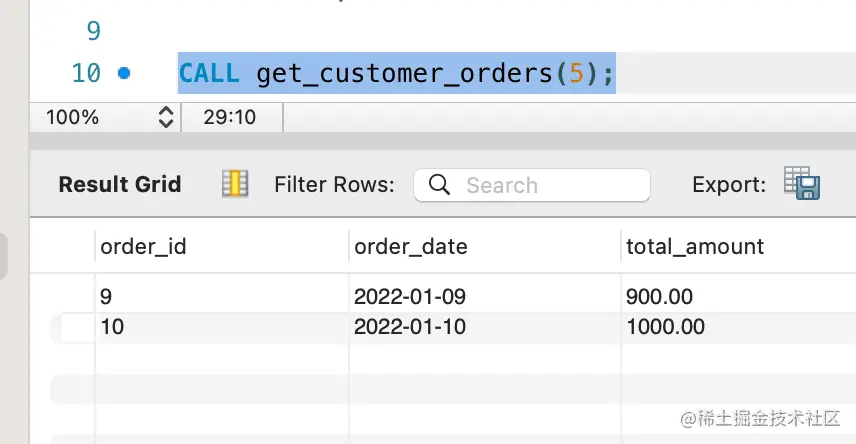 9
10 CALL get_customer_orders(5);
100% 29:10
Result Grid Filter Rows: Search Export:
order_id order_date total_amount
9 2022-01-09 900.00
10 2022-01-10 1000.00
@稀土掘金技术社区